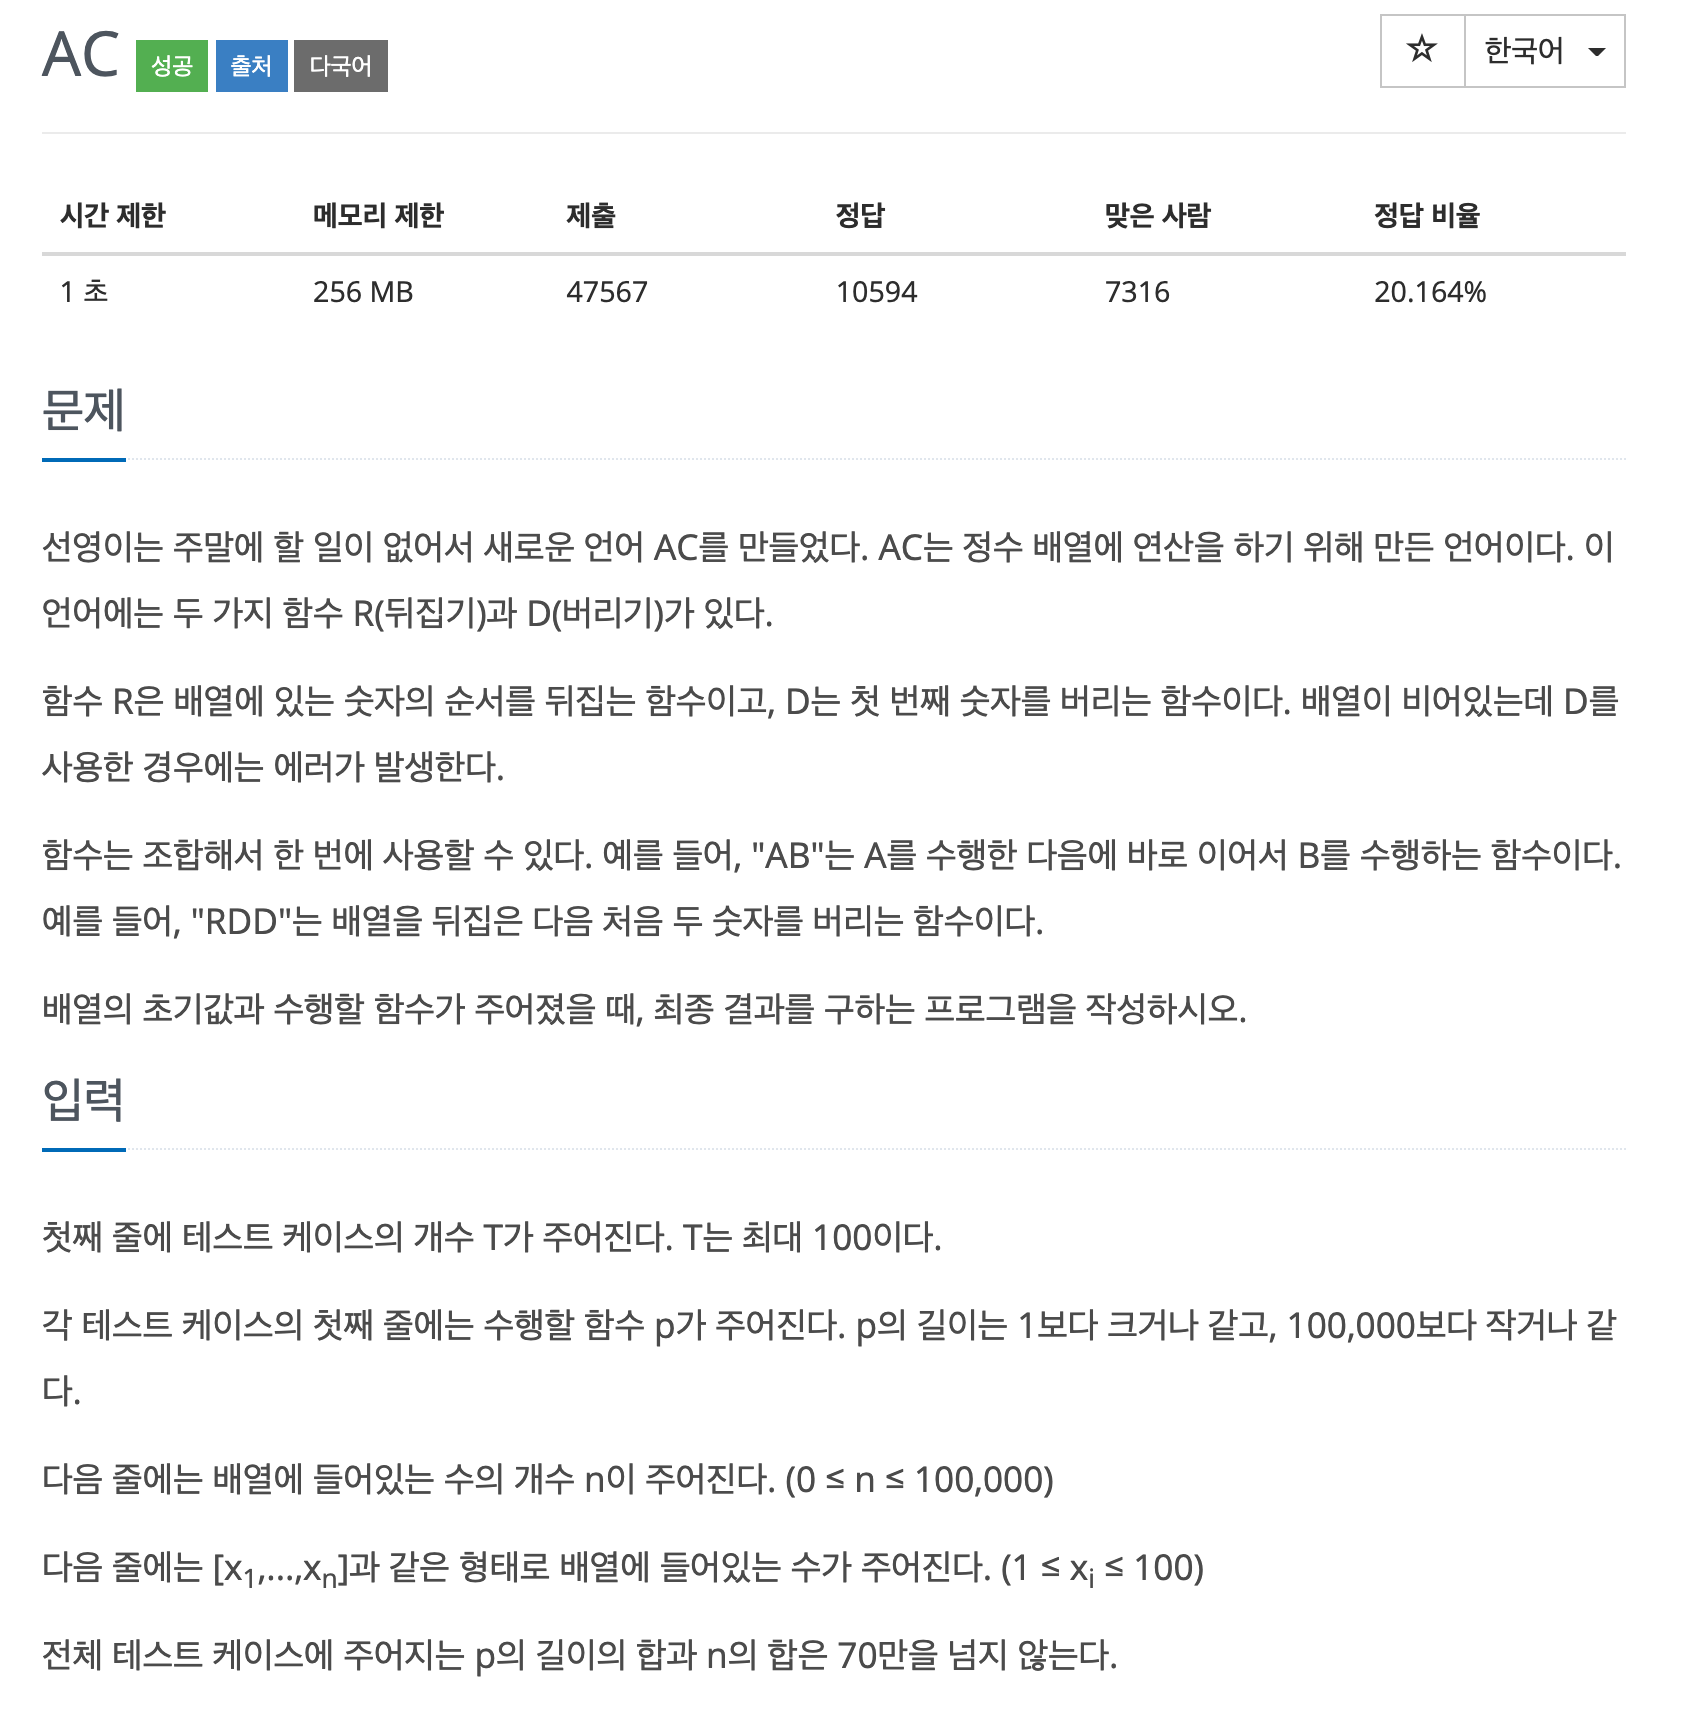 AC 성공 출처 다국어 ☆ 한국어
시간 제한 메모리 제한 제출 정답 맞은 사람 정답 비율
1 초 256 MB 47567 10594 7316 20.164%
문제
선영이는 주말에 할 일이 없어서 새로운 언어 AC를 만들었다. AC는 정수 배열에 연산을 하기 위해 만든 언어이다. 이
언어에는 두 가지 함수 R(뒤집기)과 D(버리기)가 있다.
함수 R은 배열에 있는 숫자의 순서를 뒤집는 함수이고, D는 첫 번째 숫자를 버리는 함수이다. 배열이 비어있는데 D를
사용한 경우에는 에러가 발생한다.
함수는 조합해서 한 번에 사용할 수 있다. 예를 들어, "AB"는 A를 수행한 다음에 바로 이어서 B를 수행하는 함수이다.
예를 들어, "RDD"는 배열을 뒤집은 다음 처음 두 숫자를 버리는 함수이다.
배열의 초기값과 수행할 함수가 주어졌을 때, 최종 결과를 구하는 프로그램을 작성하시오.
입력
첫째 줄에 테스트 케이스의 개수 T가 주어진다. T는 최대 100이다.
각 테스트 케이스의 첫째 줄에는 수행할 함수 p가 주어진다. p의 길이는 1보다 크거나 같고, 100,000보다 작거나 같
다.
다음 줄에는 배열에 들어있는 수의 개수 n이 주어진다. (0 ≤ n ≤ 100,000)
다음 줄에는 [x1,...,xn]과 같은 형태로 배열에 들어있는 수가 주어진다. (1 ≤ xi ≤ 100)
전체 테스트 케이스에 주어지는 p의 길이의 합과 n의 합은 70만을 넘지 않는다.